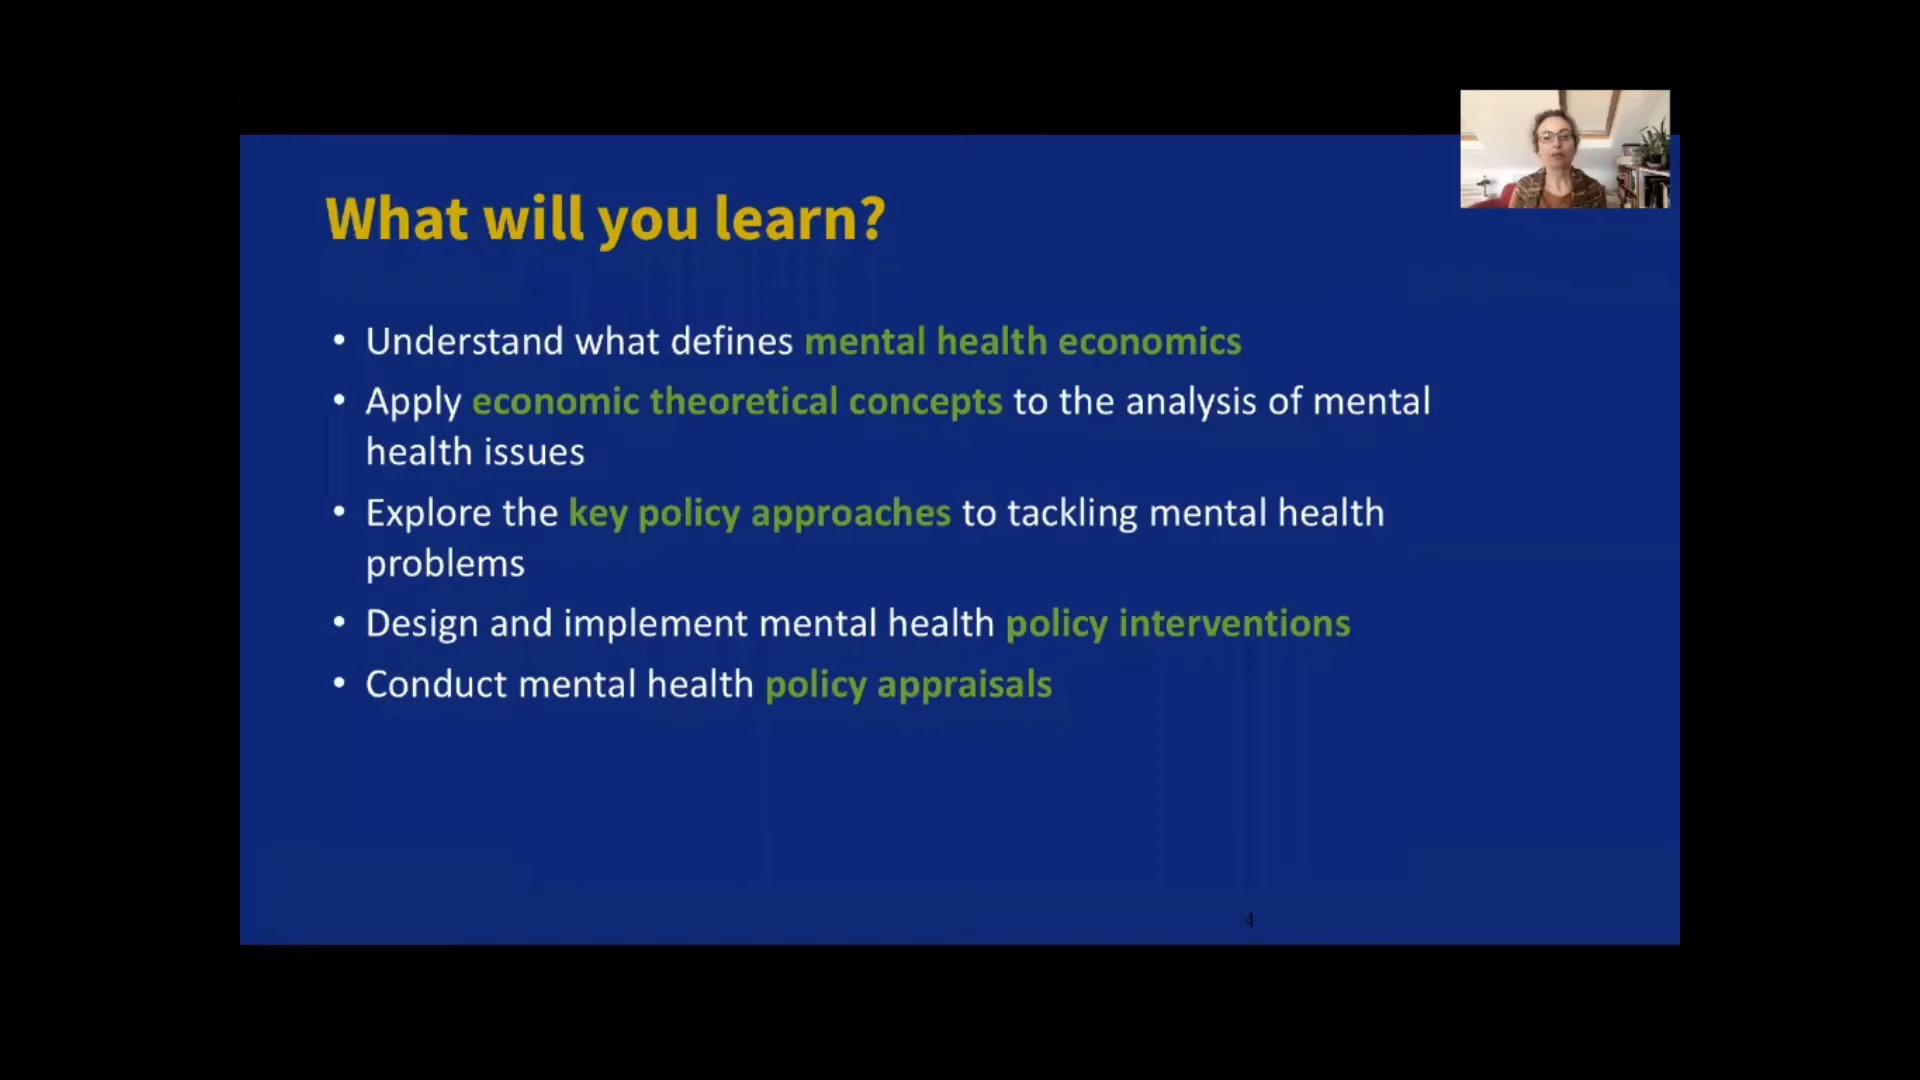 What will you learn?
• Understand what defines mental health economics
• Apply economic theoretical concepts to the analysis of mental
health issues
• Explore the key policy approaches to tackling mental health
problems
• Design and implement mental health policy interventions
• Conduct mental health policy appraisals
4